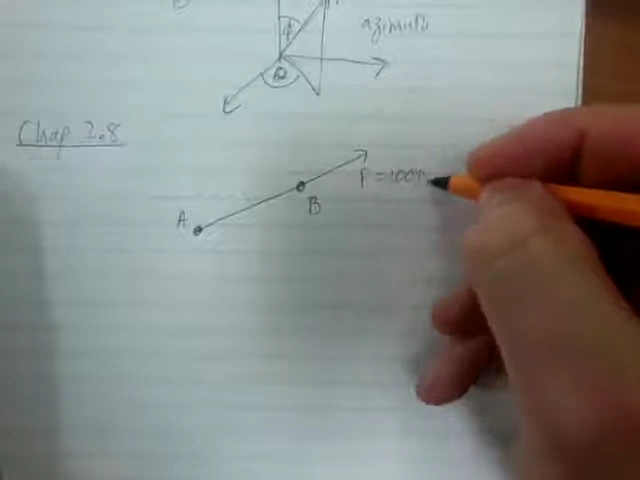 φ
azimuth
θ
Chap 2.8
F = 100N
A
B